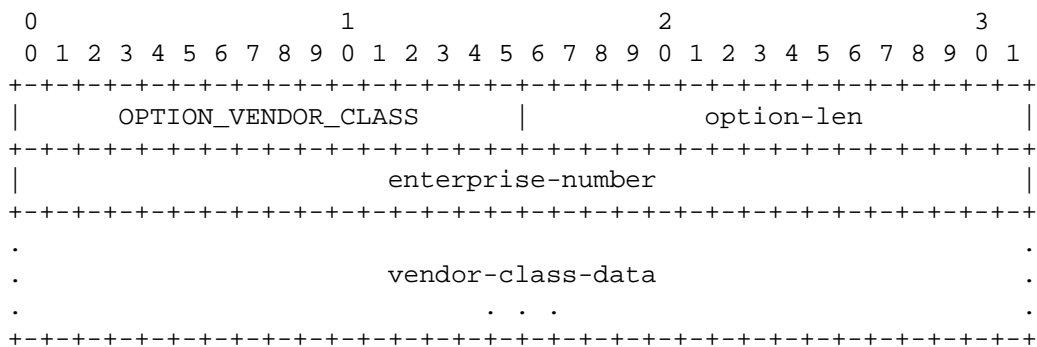 0                   1                   2                   3
 0 1 2 3 4 5 6 7 8 9 0 1 2 3 4 5 6 7 8 9 0 1 2 3 4 5 6 7 8 9 0 1
+-+-+-+-+-+-+-+-+-+-+-+-+-+-+-+-+-+-+-+-+-+-+-+-+-+-+-+-+-+-+-+-+
|      OPTION_VENDOR_CLASS      |           option-len          |
+-+-+-+-+-+-+-+-+-+-+-+-+-+-+-+-+-+-+-+-+-+-+-+-+-+-+-+-+-+-+-+-+
|                       enterprise-number                       |
+-+-+-+-+-+-+-+-+-+-+-+-+-+-+-+-+-+-+-+-+-+-+-+-+-+-+-+-+-+-+-+-+
.                                                               .
.                       vendor-class-data                       .
.                             . . .                             .
+-+-+-+-+-+-+-+-+-+-+-+-+-+-+-+-+-+-+-+-+-+-+-+-+-+-+-+-+-+-+-+-+